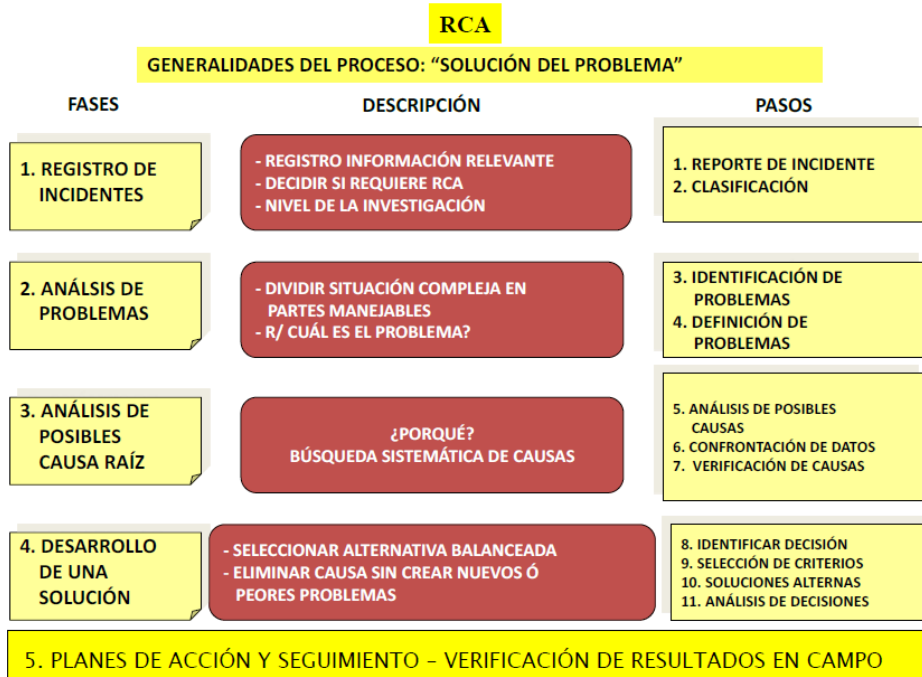 RCA
GENERALIDADES DEL PROCESO: “SOLUCIÓN DEL PROBLEMA”
FASES
DESCRIPCIÓN
PASOS
1. REGISTRO DE
INCIDENTES
- REGISTRO INFORMACIÓN RELEVANTE
- DECIDIR SI REQUIERE RCA
- NIVEL DE LA INVESTIGACIÓN
1. REPORTE DE INCIDENTE
2. CLASIFICACIÓN
2. ANÁLSIS DE
PROBLEMAS
- DIVIDIR SITUACIÓN COMPLEJA EN
PARTES MANEJABLES
- R/ CUÁL ES EL PROBLEMA?
3. IDENTIFICACIÓN DE
PROBLEMAS
4. DEFINICIÓN DE
PROBLEMAS
3. ANÁLISIS DE
POSIBLES
CAUSA RAÍZ
¿PORQUÉ?
BÚSQUEDA SISTEMÁTICA DE CAUSAS
5. ANÁLISIS DE POSIBLES
CAUSAS
6. CONFRONTACIÓN DE DATOS
7. VERIFICACIÓN DE CAUSAS
4. DESARROLLO
DE UNA
SOLUCIÓN
- SELECCIONAR ALTERNATIVA BALANCEADA
- ELIMINAR CAUSA SIN CREAR NUEVOS Ó
PEORES PROBLEMAS
8. IDENTIFICAR DECISIÓN
9. SELECCIÓN DE CRITERIOS
10. SOLUCIONES ALTERNAS
11. ANÁLISIS DE DECISIONES
5. PLANES DE ACCIÓN Y SEGUIMIENTO – VERIFICACIÓN DE RESULTADOS EN CAMPO